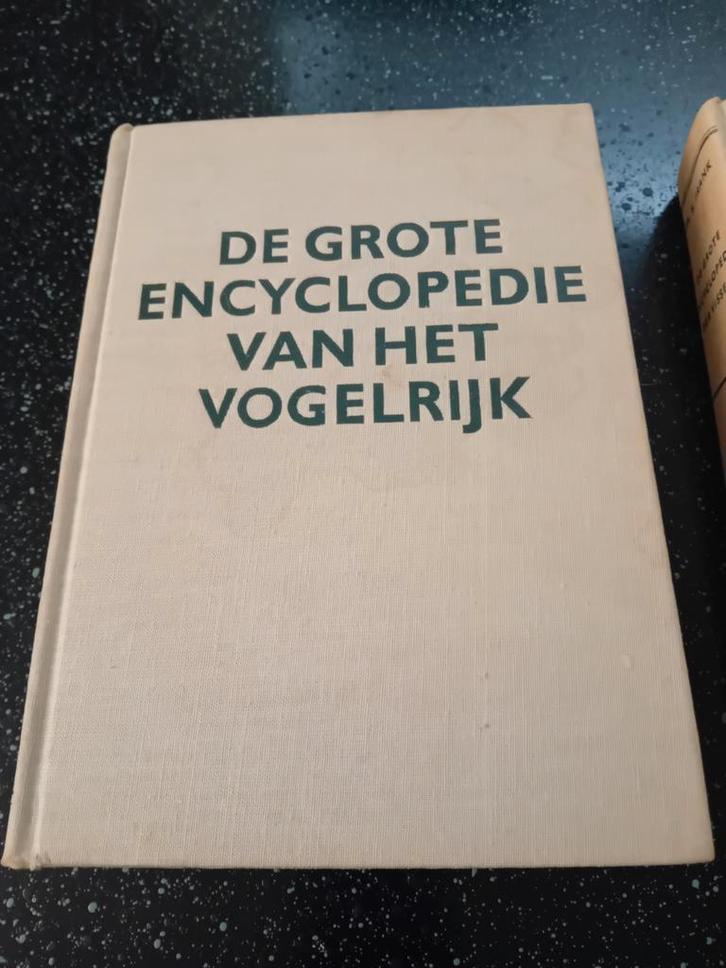 DE GROTE
ENCYCLOPEDIE
VAN HET
VOGELRIJK